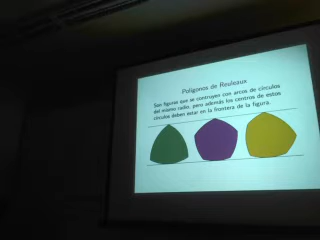 Polígonos de Reuleaux
Son figuras que se contruyen con arcos de círculos
del mismo radio, pero además los centros de estos
círculos deben estar en la frontera de la figura.